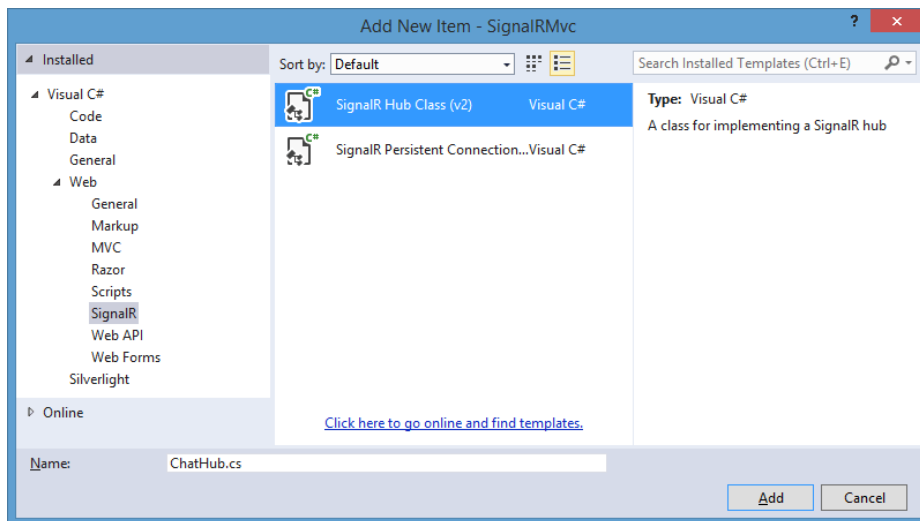 Add New Item - SignalRMvc
? ×
Installed
Sort by: Default
Search Installed Templates (Ctrl+E)
Visual C#
Code
Data
General
Web
General
Markup
MVC
Razor
Scripts
SignalR
Web API
Web Forms
Silverlight
Online
C# SignalR Hub Class (v2) Visual C#
C# SignalR Persistent Connection...Visual C#
Click here to go online and find templates.
Type: Visual C#
A class for implementing a SignalR hub
Name: ChatHub.cs
Add Cancel